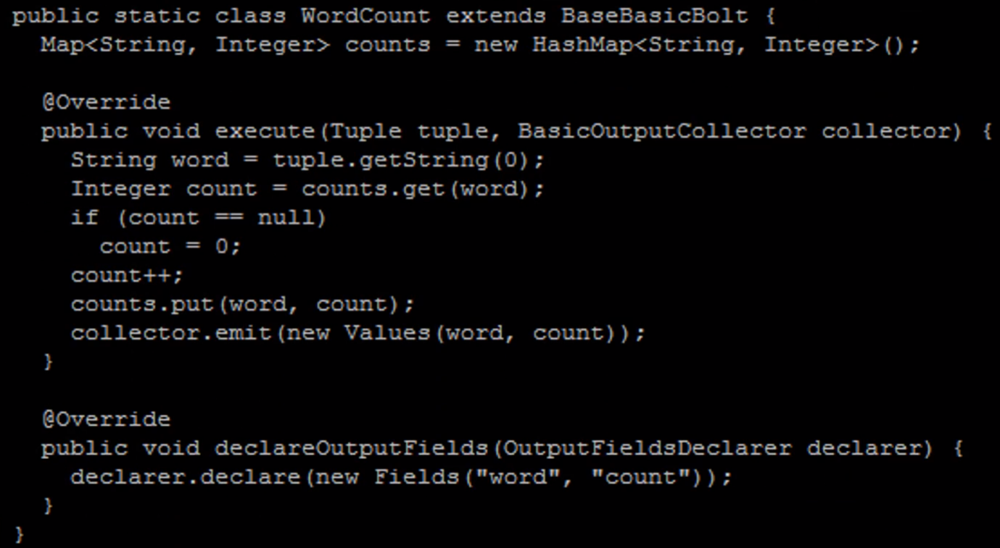 public static class WordCount extends BaseBasicBolt {
  Map<String, Integer> counts = new HashMap<String, Integer>();

  @Override
  public void execute(Tuple tuple, BasicOutputCollector collector) {
    String word = tuple.getString(0);
    Integer count = counts.get(word);
    if (count == null)
      count = 0;
    count++;
    counts.put(word, count);
    collector.emit(new Values(word, count));
  }

  @Override
  public void declareOutputFields(OutputFieldsDeclarer declarer) {
    declarer.declare(new Fields("word", "count"));
  }
}